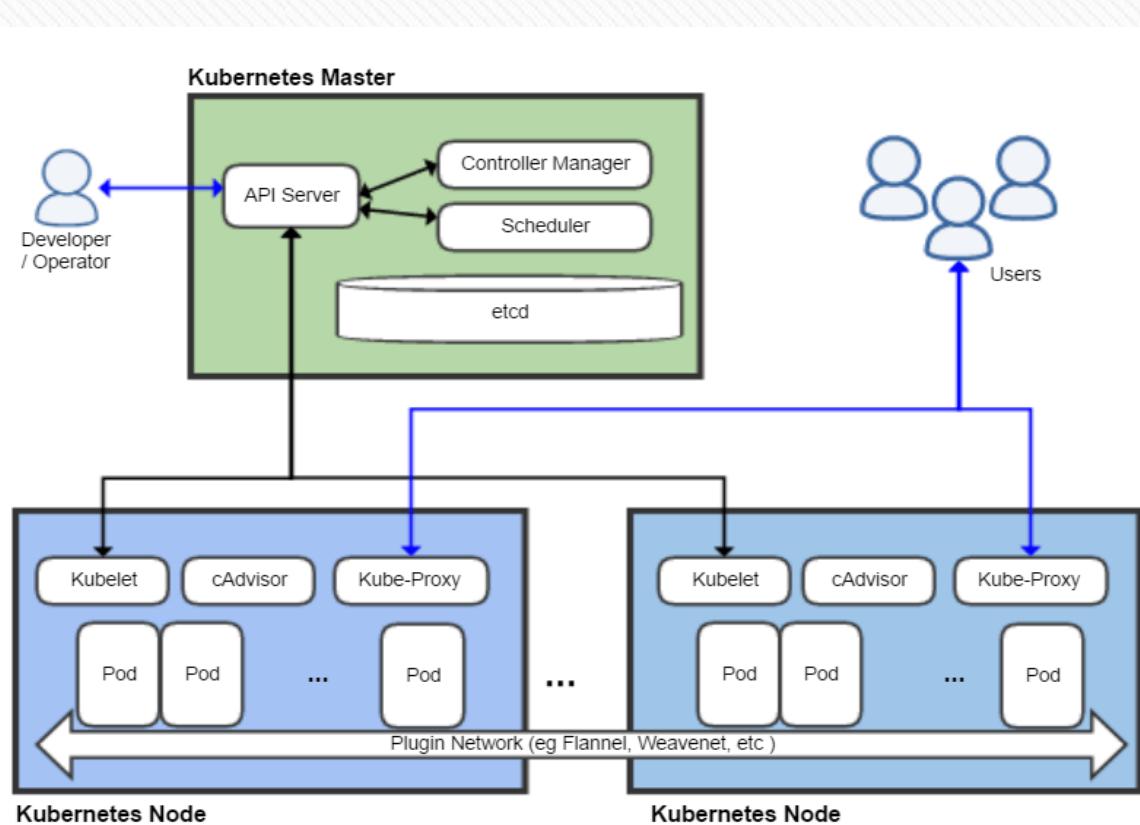 Kubernetes Master
API Server
Controller Manager
Scheduler
etcd
Developer
/ Operator
Users
Kubelet
cAdvisor
Kube-Proxy
Pod
Pod
...
Pod
...
Kubelet
cAdvisor
Kube-Proxy
Pod
Pod
...
Pod
Plugin Network (eg Flannel, Weavenet, etc )
Kubernetes Node
Kubernetes Node